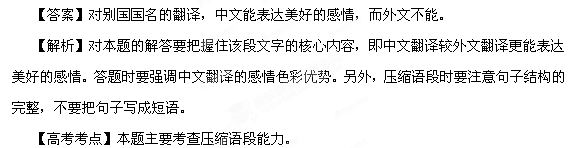 【答案】对别国国名的翻译，中文能表达美好的感情，而外文不能。
【解析】对本题的解答要把握住该段文字的核心内容，即中文翻译较外文翻译更能表达
美好的感情。答题时要强调中文翻译的感情色彩优势。另外，压缩语段时要注意句子结构的
完整，不要把句子写成短语。
【高考考点】本题主要考查压缩语段能力。